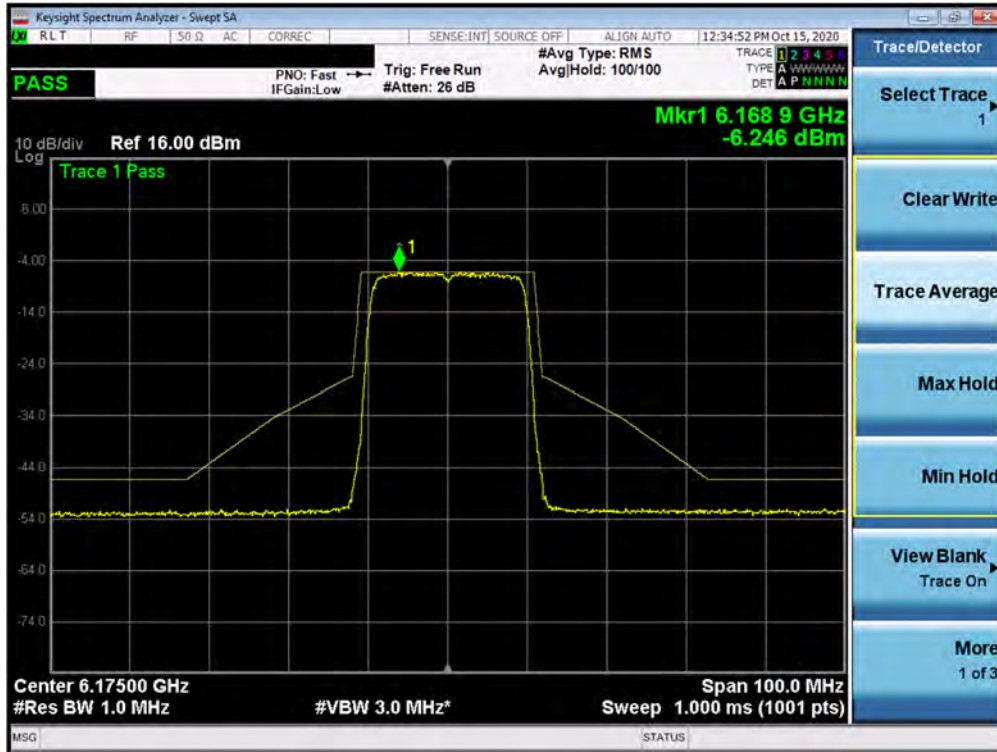 Keysight Spectrum Analyzer - Swept SA
RLT RF 50 Ω AC CORREC SENSE:INT SOURCE OFF ALIGN AUTO 12:34:52 PM Oct 15, 2020
PASS
PNO: Fast
IFGain:Low
Trig: Free Run
#Atten: 26 dB
#Avg Type: RMS
Avg|Hold: 100/100
TRACE 1 2 3 4 5 6
TYPE A WWWWW
DET A P N N N N
Mkr1 6.168 9 GHz
-6.246 dBm
10 dB/div Ref 16.00 dBm
Log
Trace 1 Pass
1
6.00
-4.00
-14.0
-24.0
-34.0
-44.0
-54.0
-64.0
-74.0
Center 6.17500 GHz Span 100.0 MHz
#Res BW 1.0 MHz #VBW 3.0 MHz* Sweep 1.000 ms (1001 pts)
MSG STATUS
Trace/Detector
Select Trace
1
Clear Write
Trace Average
Max Hold
Min Hold
View Blank
Trace On
More
1 of 3